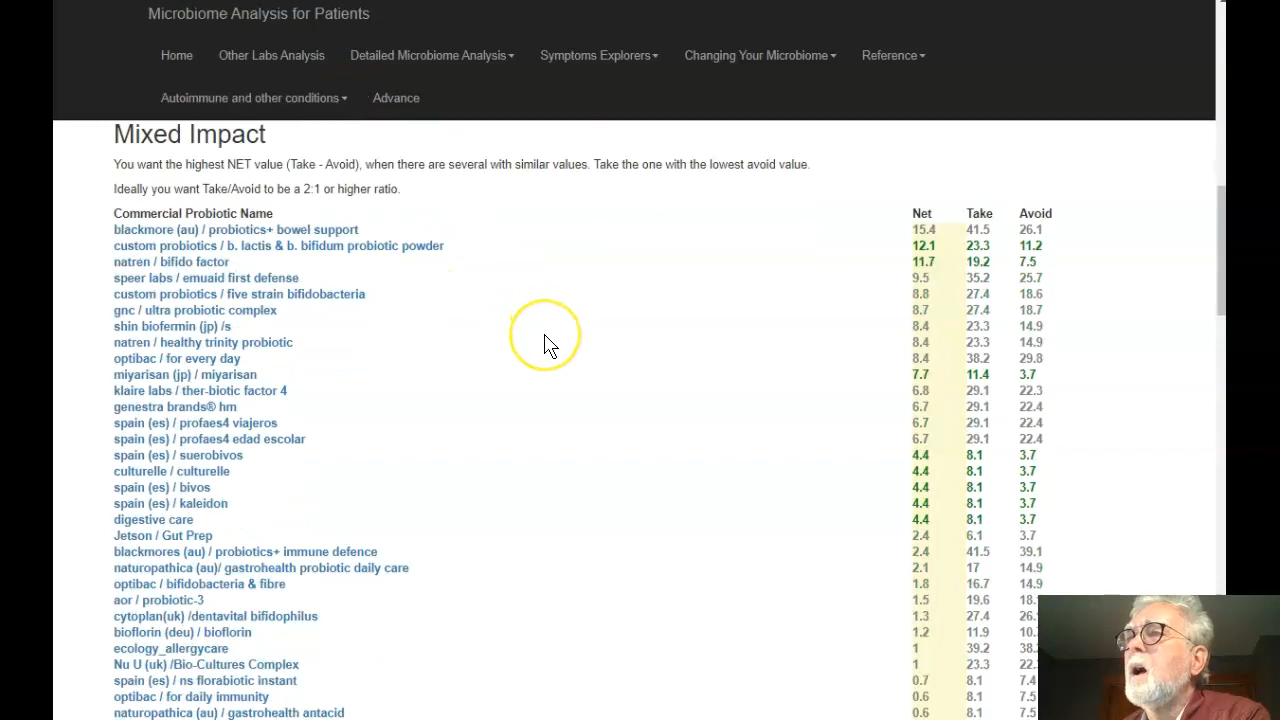 Microbiome Analysis for Patients
Home Other Labs Analysis Detailed Microbiome Analysis Symptoms Explorers Changing Your Microbiome Reference
Autoimmune and other conditions Advance
Mixed Impact
You want the highest NET value (Take - Avoid), when there are several with similar values. Take the one with the lowest avoid value.
Ideally you want Take/Avoid to be a 2:1 or higher ratio.
Commercial Probiotic Name Net Take Avoid
blackmore (au) / probiotics+ bowel support 15.4 41.5 26.1
custom probiotics / b. lactis & b. bifidum probiotic powder 12.1 23.3 11.2
natren / bifido factor 11.7 19.2 7.5
speer labs / emuaid first defense 9.5 35.2 25.7
custom probiotics / five strain bifidobacteria 8.8 27.4 18.6
gnc / ultra probiotic complex 8.7 27.4 18.7
shin biofermin (jp) /s 8.4 23.3 14.9
natren / healthy trinity probiotic 8.4 23.3 14.9
optibac / for every day 8.4 38.2 29.8
miyarisan (jp) / miyarisan 7.7 11.4 3.7
klaire labs / ther-biotic factor 4 6.8 29.1 22.3
genestra brands® hm 6.7 29.1 22.4
spain (es) / profaes4 viajeros 6.7 29.1 22.4
spain (es) / profaes4 edad escolar 6.7 29.1 22.4
spain (es) / suerobivos 4.4 8.1 3.7
culturelle / culturelle 4.4 8.1 3.7
spain (es) / bivos 4.4 8.1 3.7
spain (es) / kaleidon 4.4 8.1 3.7
digestive care 4.4 8.1 3.7
Jetson / Gut Prep 2.4 6.1 3.7
blackmores (au) / probiotics+ immune defence 2.4 41.5 39.1
naturopathica (au)/ gastrohealth probiotic daily care 2.1 17 14.9
optibac / bifidobacteria & fibre 1.8 16.7 14.9
aor / probiotic-3 1.5 19.6 18.
cytoplan(uk) /dentavital bifidophilus 1.3 27.4 26.
bioflorin (deu) / bioflorin 1.2 11.9 10.
ecology_allergycare 1 39.2 38.
Nu U (uk) /Bio-Cultures Complex 1 23.3 22.
spain (es) / ns florabiotic instant 0.7 8.1 7.4
optibac / for daily immunity 0.6 8.1 7.5
naturopathica (au) / gastrohealth antacid 0.6 8.1 7.5